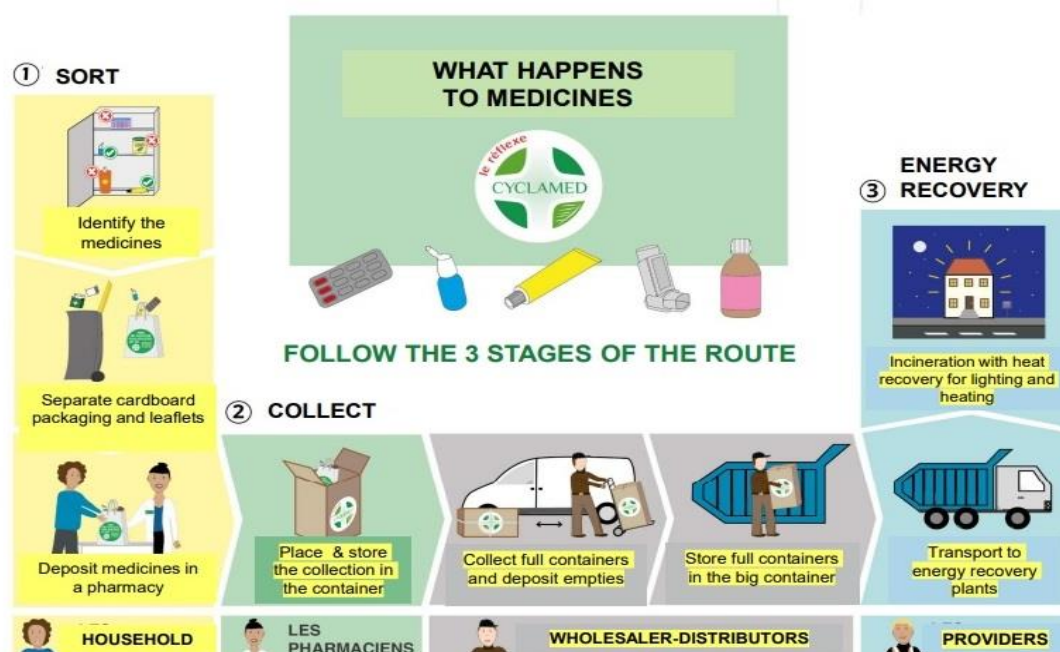 WHAT HAPPENS
TO MEDICINES
le réflexe
CYCLAMED
FOLLOW THE 3 STAGES OF THE ROUTE
① SORT
Identify the
medicines
Separate cardboard
packaging and leaflets
Deposit medicines in
a pharmacy
② COLLECT
Place & store
the collection in
the container
Collect full containers
and deposit empties
Store full containers
in the big container
ENERGY
③ RECOVERY
Incineration with heat
recovery for lighting and
heating
Transport to
energy recovery
plants
HOUSEHOLD
LES
PHARMACIENS
WHOLESALER-DISTRIBUTORS
PROVIDERS